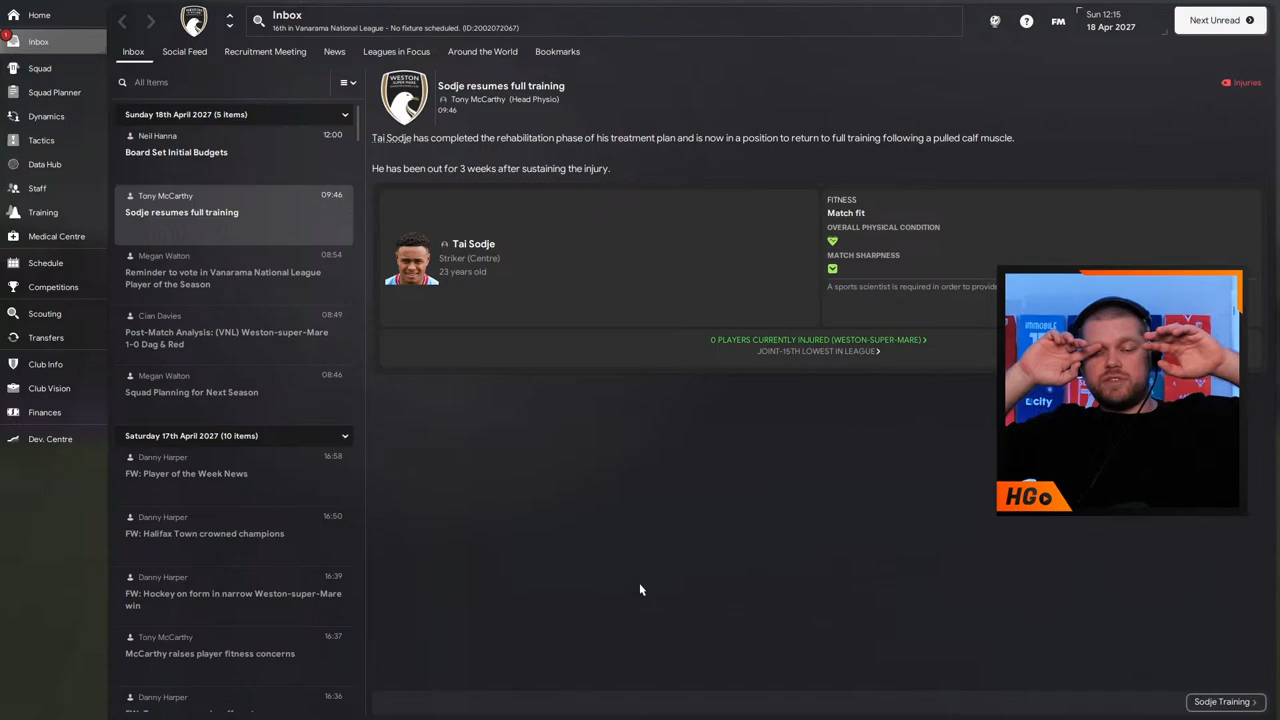 Home
Inbox
16th in Vanarama National League - No fixture scheduled. (ID:2002072067)
FM
Sun 12:15
18 Apr 2027
Next Unread
1
Inbox
Squad
Squad Planner
Dynamics
Tactics
Data Hub
Staff
Training
Medical Centre
Schedule
Competitions
Scouting
Transfers
Club Info
Club Vision
Finances
Dev. Centre
Inbox
Social Feed
Recruitment Meeting
News
Leagues in Focus
Around the World
Bookmarks
All Items
Sunday 18th April 2027 (5 items)
Neil Hanna
12:00
Board Set Initial Budgets
Tony McCarthy
09:46
Sodje resumes full training
Megan Walton
08:54
Reminder to vote in Vanarama National League
Player of the Season
Cian Davies
08:49
Post-Match Analysis: (VNL) Weston-super-Mare
1-0 Dag & Red
Megan Walton
08:46
Squad Planning for Next Season
Saturday 17th April 2027 (10 items)
Danny Harper
16:58
FW: Player of the Week News
Danny Harper
16:50
FW: Halifax Town crowned champions
Danny Harper
16:39
FW: Hockey on form in narrow Weston-super-Mare
win
Tony McCarthy
16:37
McCarthy raises player fitness concerns
Danny Harper
16:36
WESTON
SUPER MARE
Sodje resumes full training
Tony McCarthy (Head Physio)
09:46
Injuries
Tai Sodje has completed the rehabilitation phase of his treatment plan and is now in a position to return to full training following a pulled calf muscle.
He has been out for 3 weeks after sustaining the injury.
Tai Sodje
Striker (Centre)
23 years old
FITNESS
Match fit
OVERALL PHYSICAL CONDITION
MATCH SHARPNESS
A sports scientist is required in order to provide
0 PLAYERS CURRENTLY INJURED (WESTON-SUPER-MARE)
JOINT-15TH LOWEST IN LEAGUE
IMMOBILE
city
HGO
Sodje Training